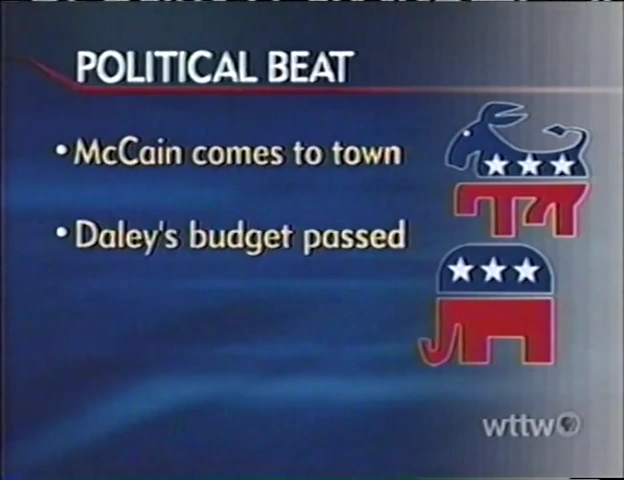 POLITICAL BEAT
•McCain comes to town
•Daley's budget passed
wttw